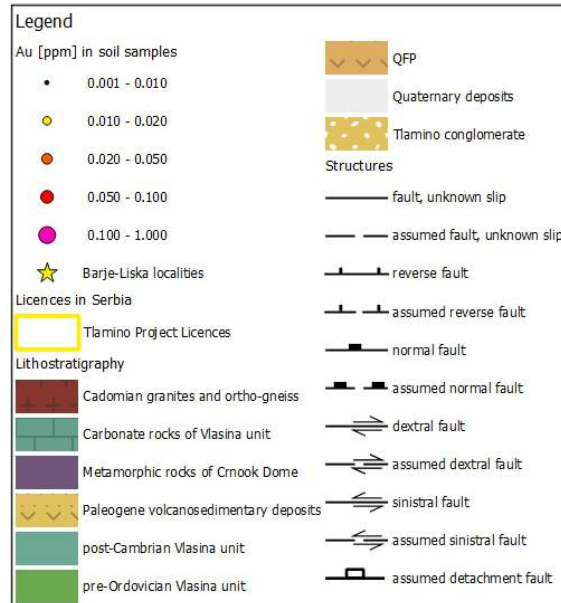 Legend
Au [ppm] in soil samples
0.001 - 0.010
0.010 - 0.020
0.020 - 0.050
0.050 - 0.100
0.100 - 1.000
Barje-Liska localities
Licences in Serbia
Tlamino Project Licences
Lithostratigraphy
Cadomian granites and ortho-gneiss
Carbonate rocks of Vlasina unit
Metamorphic rocks of Crnook Dome
Paleogene volcanosedimentary deposits
post-Cambrian Vlasina unit
pre-Ordovician Vlasina unit
QFP
Quaternary deposits
Tlamino conglomerate
Structures
fault, unknown slip
assumed fault, unknown slip
reverse fault
assumed reverse fault
normal fault
assumed normal fault
dextral fault
assumed dextral fault
sinistral fault
assumed sinistral fault
assumed detachment fault